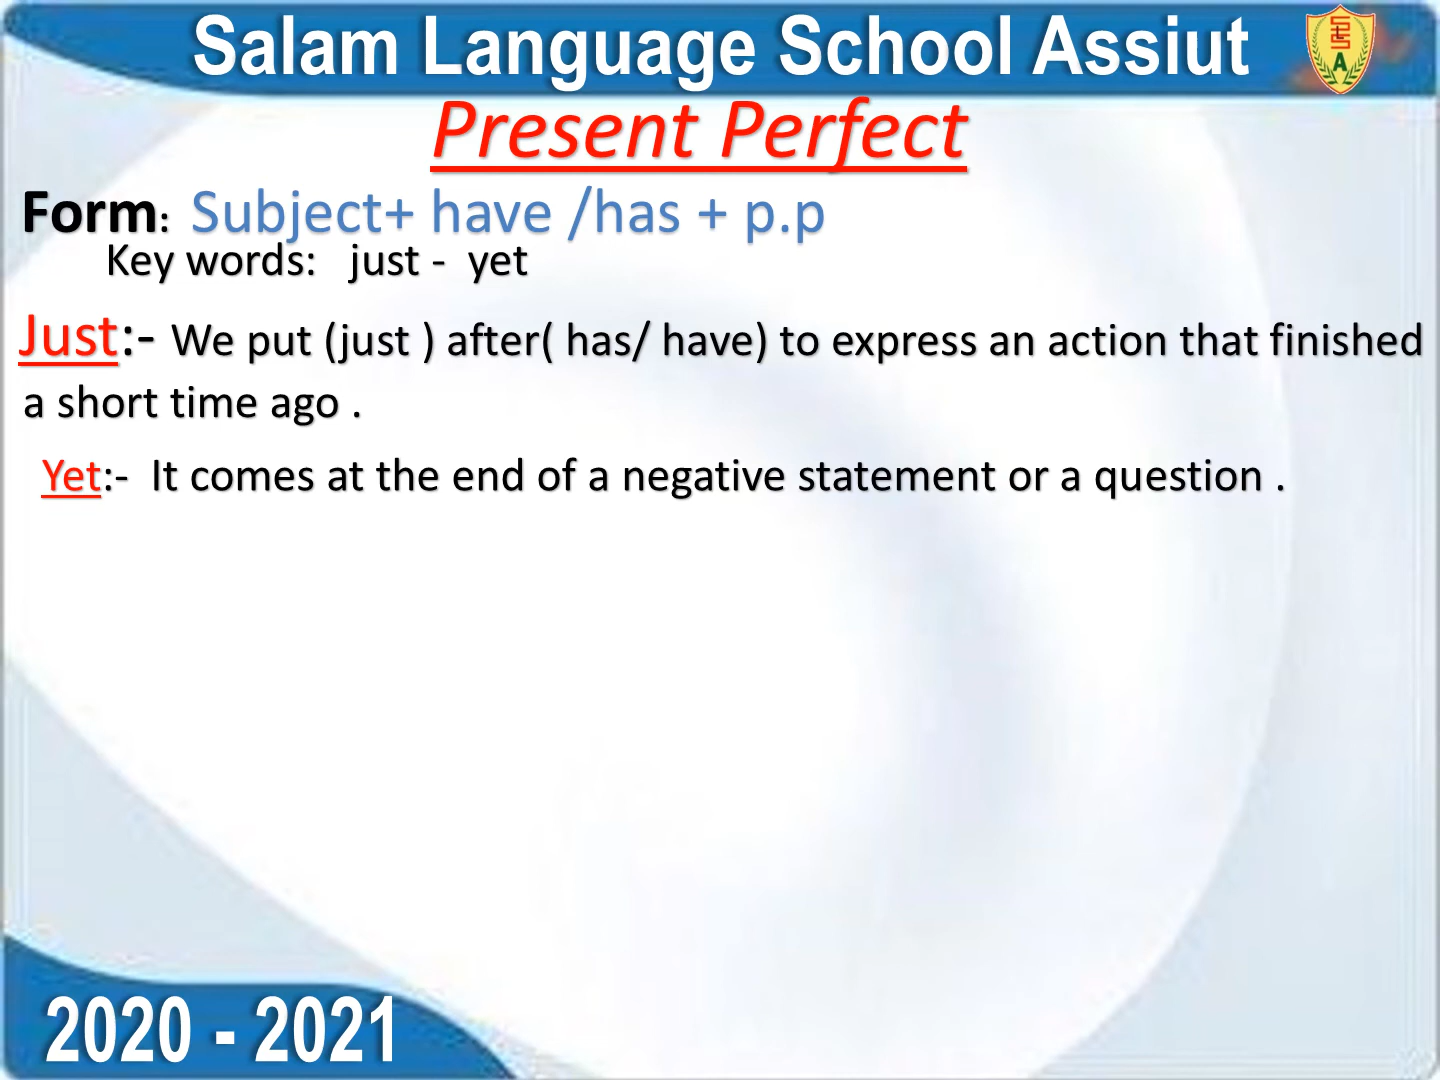 Salam Language School Assiut
Present Perfect
Form: Subject+ have /has + p.p
Key words: just - yet
Just:- We put (just ) after( has/ have) to express an action that finished
a short time ago .
Yet:- It comes at the end of a negative statement or a question .
2020 - 2021